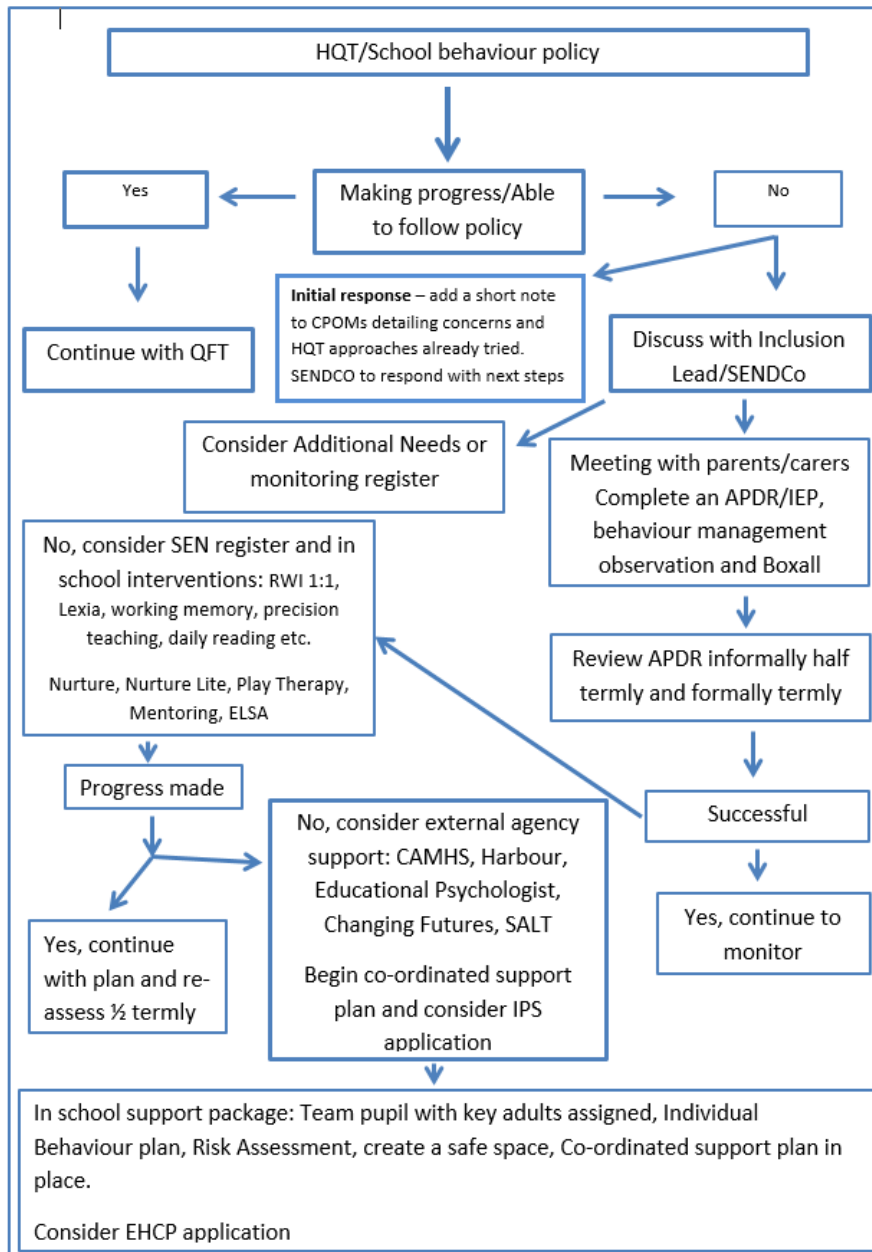 HQT/School behaviour policy
Yes
Making progress/Able
to follow policy
No
Initial response – add a short note
to CPOMs detailing concerns and
HQT approaches already tried.
SENDCO to respond with next steps
Continue with QFT
Discuss with Inclusion
Lead/SENDCo
Consider Additional Needs or
monitoring register
Meeting with parents/carers
Complete an APDR/IEP,
behaviour management
observation and Boxall
No, consider SEN register and in
school interventions: RWI 1:1,
Lexia, working memory, precision
teaching, daily reading etc.
Nurture, Nurture Lite, Play Therapy,
Mentoring, ELSA
Review APDR informally half
termly and formally termly
Progress made
Successful
No, consider external agency
support: CAMHS, Harbour,
Educational Psychologist,
Changing Futures, SALT
Begin co-ordinated support
plan and consider IPS
application
Yes, continue to
monitor
Yes, continue
with plan and re-
assess ½ termly
In school support package: Team pupil with key adults assigned, Individual
Behaviour plan, Risk Assessment, create a safe space, Co-ordinated support plan in
place.
Consider EHCP application